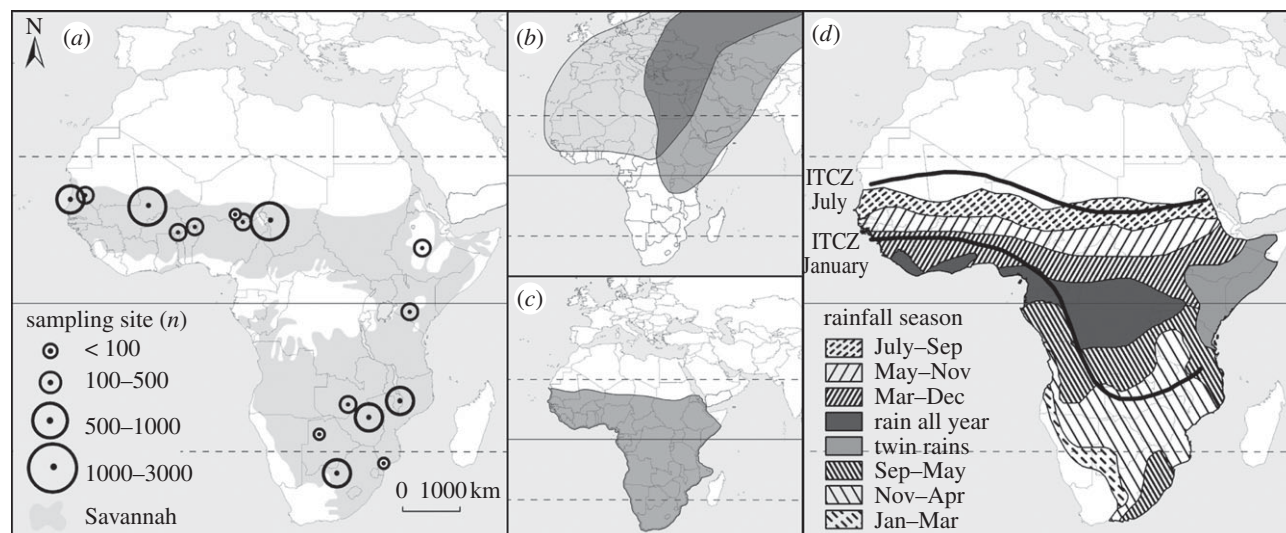 N
(a)
sampling site (n)
< 100
100–500
500–1000
1000–3000
Savannah
0 1000 km
(b)
(c)
(d)
ITCZ
July
ITCZ
January
rainfall season
July–Sep
May–Nov
Mar–Dec
rain all year
twin rains
Sep–May
Nov–Apr
Jan–Mar